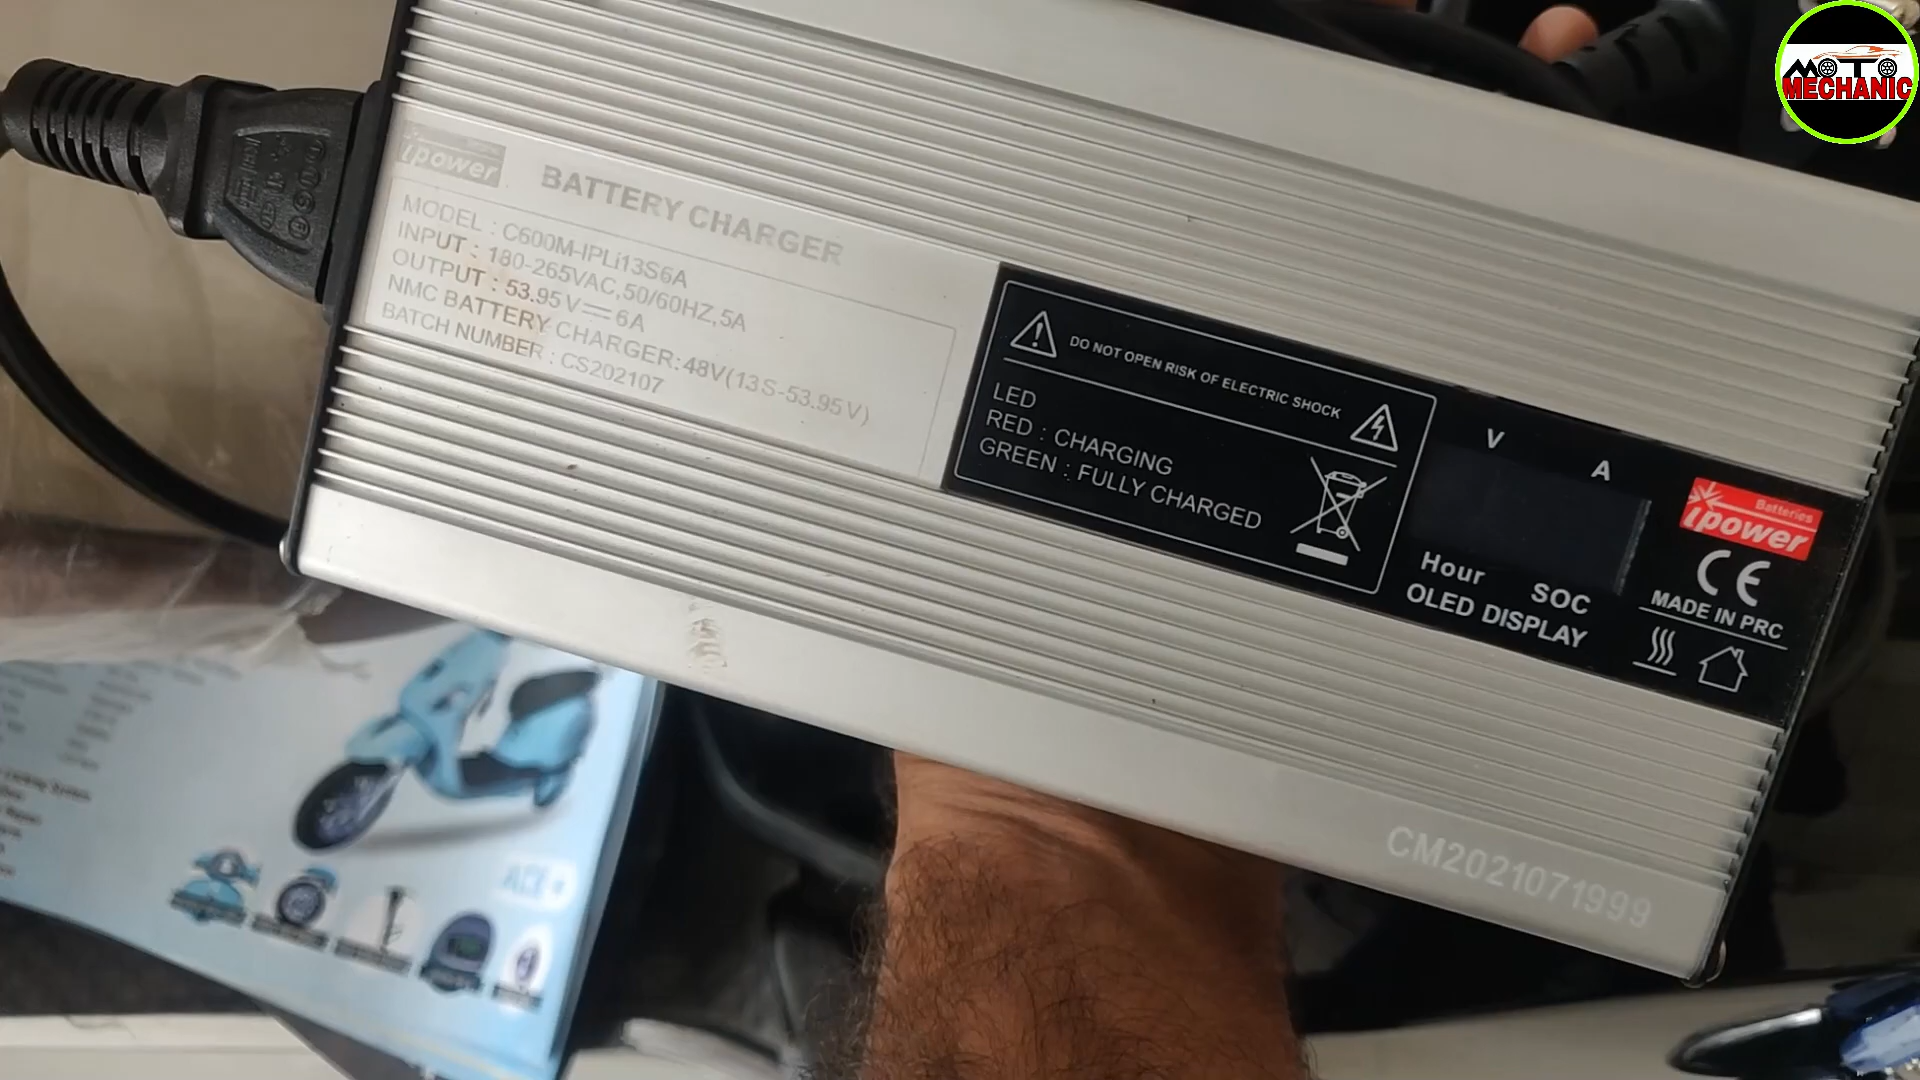 MOTO
MECHANIC
ipower
BATTERY CHARGER
MODEL : C600M-IPLi13S6A
INPUT : 180-265VAC,50/60HZ,5A
OUTPUT : 53.95V⎓6A
NMC BATTERY CHARGER:48V(13S-53.95V)
BATCH NUMBER : CS202107
DO NOT OPEN RISK OF ELECTRIC SHOCK
LED
RED : CHARGING
GREEN : FULLY CHARGED
V
A
Hour
SOC
OLED DISPLAY
Batteries
ipower
CE
MADE IN PRC
CM2021071999